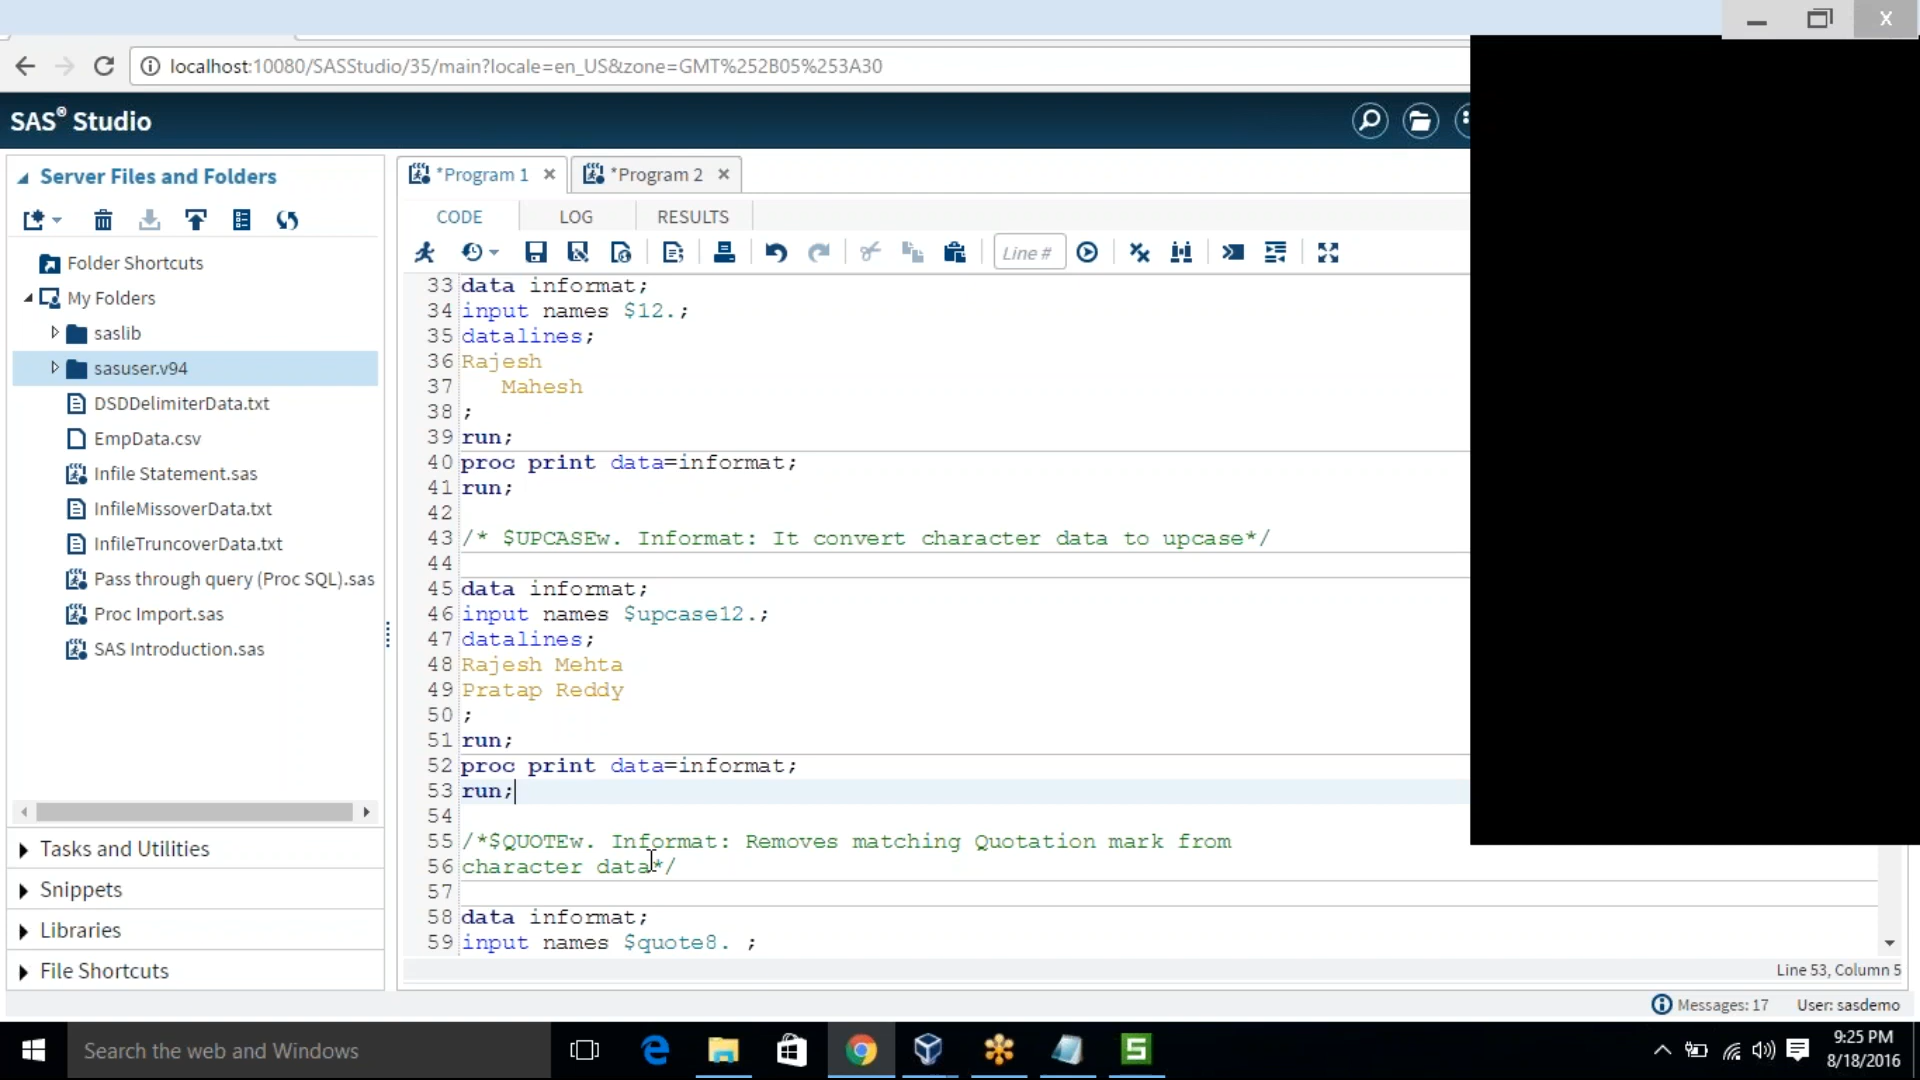 X
localhost:10080/SASStudio/35/main?locale=en_US&zone=GMT%252B05%253A30
SAS® Studio
Server Files and Folders
Folder Shortcuts
My Folders
saslib
sasuser.v94
DSDDelimiterData.txt
EmpData.csv
Infile Statement.sas
InfileMissoverData.txt
InfileTruncoverData.txt
Pass through query (Proc SQL).sas
Proc Import.sas
SAS Introduction.sas
Tasks and Utilities
Snippets
Libraries
File Shortcuts
*Program 1
*Program 2
CODE LOG RESULTS
Line #
33 data informat;
34 input names $12.;
35 datalines;
36 Rajesh
37    Mahesh
38 ;
39 run;
40 proc print data=informat;
41 run;
42
43 /* $UPCASEw. Informat: It convert character data to upcase*/
44
45 data informat;
46 input names $upcase12.;
47 datalines;
48 Rajesh Mehta
49 Pratap Reddy
50 ;
51 run;
52 proc print data=informat;
53 run;
54
55 /*$QUOTEw. Informat: Removes matching Quotation mark from
56 character data*/
57
58 data informat;
59 input names $quote8. ;
Line 53, Column 5
Messages: 17 User: sasdemo
Search the web and Windows
9:25 PM
8/18/2016